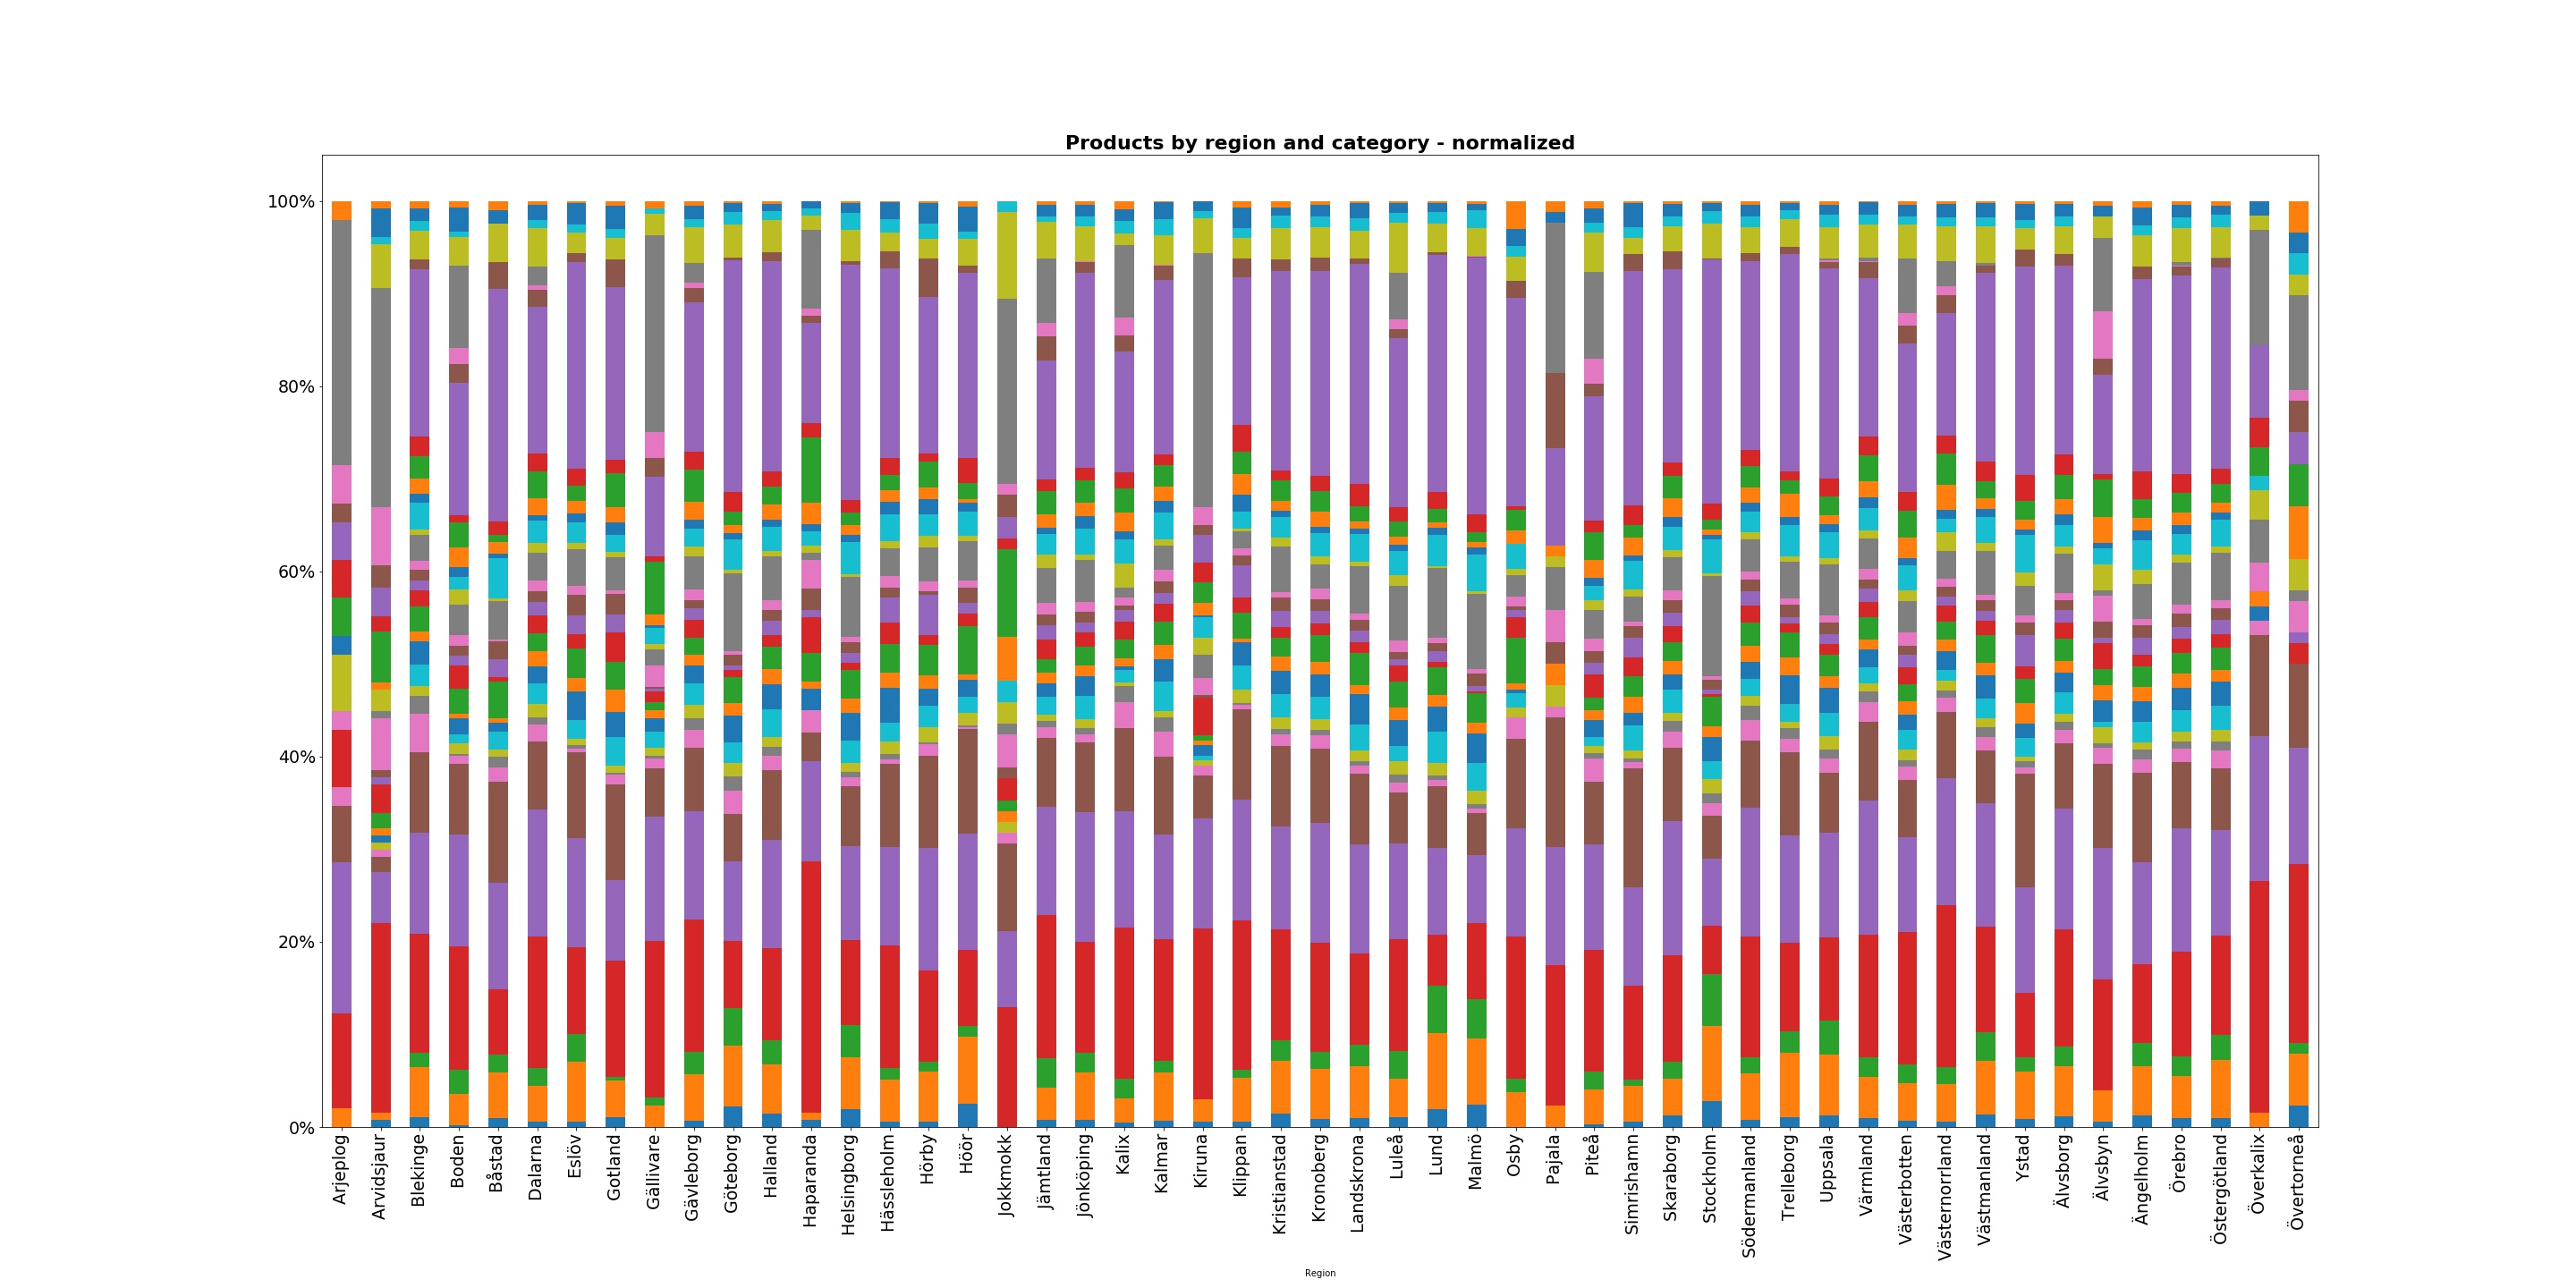 Products by region and category - normalized
100%
80%
60%
40%
20%
0%
Arjeplog
Arvidsjaur
Blekinge
Boden
Båstad
Dalarna
Eslöv
Gotland
Gällivare
Gävleborg
Göteborg
Halland
Haparanda
Helsingborg
Hässleholm
Hörby
Höör
Jokkmokk
Jämtland
Jönköping
Kalix
Kalmar
Kiruna
Klippan
Kristianstad
Kronoberg
Landskrona
Luleå
Lund
Malmö
Osby
Pajala
Piteå
Simrishamn
Skaraborg
Stockholm
Södermanland
Trelleborg
Uppsala
Värmland
Västerbotten
Västernorrland
Västmanland
Ystad
Älvsborg
Älvsbyn
Ängelholm
Örebro
Östergötland
Överkalix
Övertorneå
Region